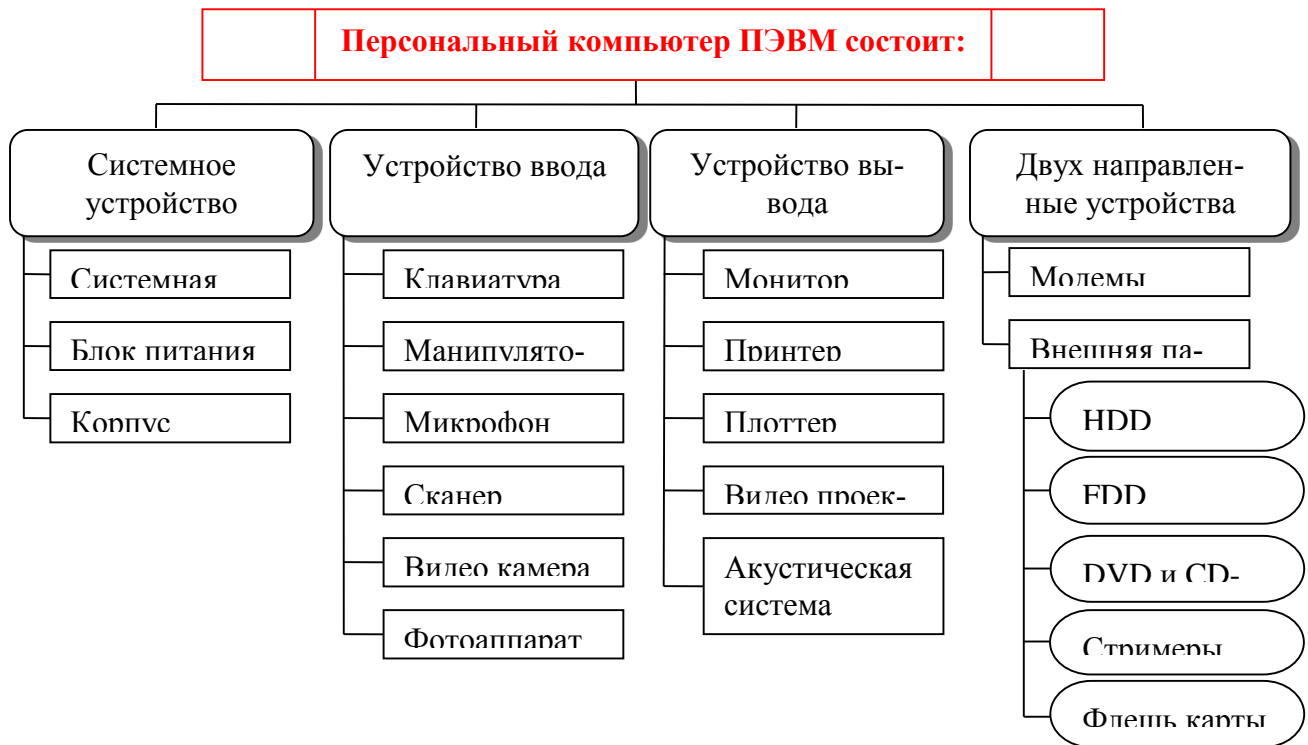 Персональный компьютер ПЭВМ состоит:
Системное
устройство
Системная
Блок питания
Корпус
Устройство ввода
Клавиатура
Манипулято-
Микрофон
Сканер
Видео камера
Фотоаппарат
Устройство вы-
вода
Монитор
Принтер
Плоттер
Видео проек-
Акустическая
система
Двух направлен-
ные устройства
Модемы
Внешняя па-
HDD
FDD
DVD и CD-
Стримеры
Флешь карты